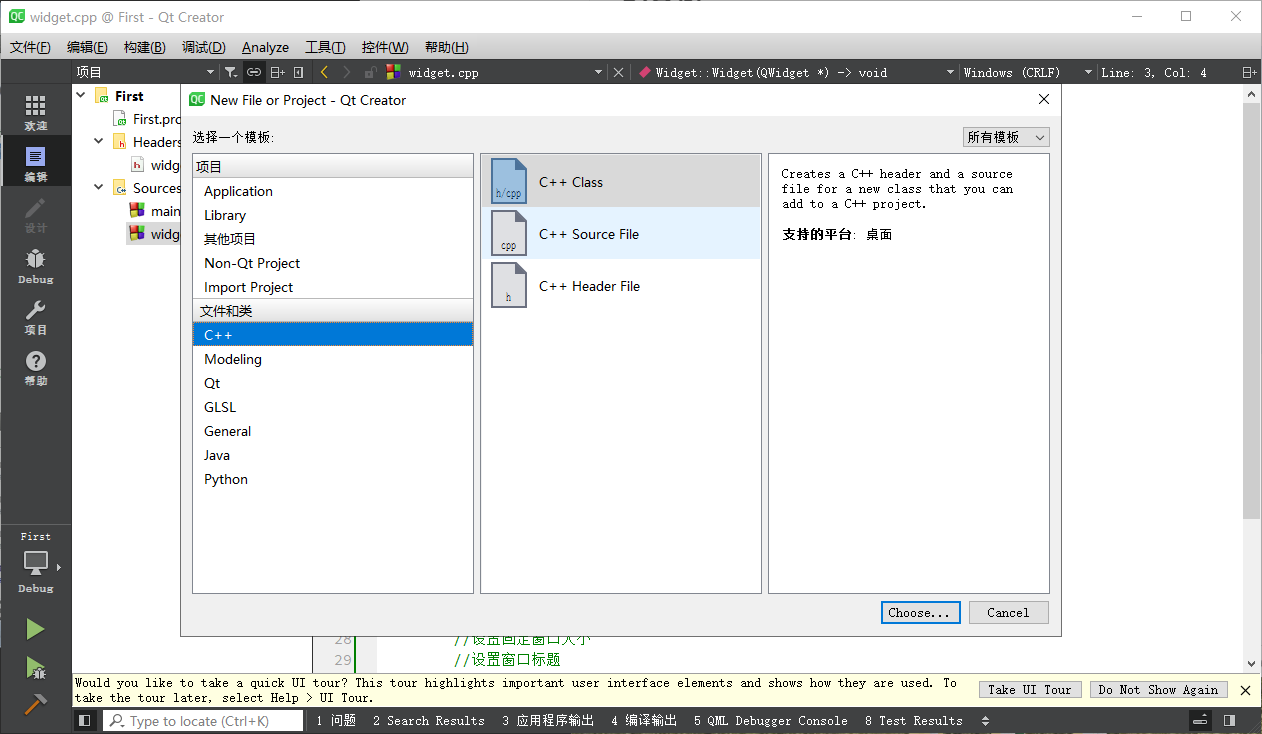 widget.cpp @ First - Qt Creator
文件(F) 编辑(E) 构建(B) 调试(D) Analyze 工具(T) 控件(W) 帮助(H)
项目 widget.cpp Widget::Widget(QWidget *) -> void Windows (CRLF) Line: 3, Col: 4
欢迎
编辑
设计
Debug
项目
帮助
First
Debug
First
First.pro
Headers
widg
Sources
main
widg
New File or Project - Qt Creator
选择一个模板:
所有模板
项目
Application
Library
其他项目
Non-Qt Project
Import Project
文件和类
C++
Modeling
Qt
GLSL
General
Java
Python
h/cpp C++ Class
cpp C++ Source File
h C++ Header File
Creates a C++ header and a source
file for a new class that you can
add to a C++ project.
支持的平台: 桌面
Choose... Cancel
28 //设置固定窗口大小
29 //设置窗口标题
Would you like to take a quick UI tour? This tour highlights important user interface elements and shows how they are used. To
take the tour later, select Help > UI Tour.
Take UI Tour Do Not Show Again
Type to locate (Ctrl+K) 1 问题 2 Search Results 3 应用程序输出 4 编译输出 5 QML Debugger Console 8 Test Results